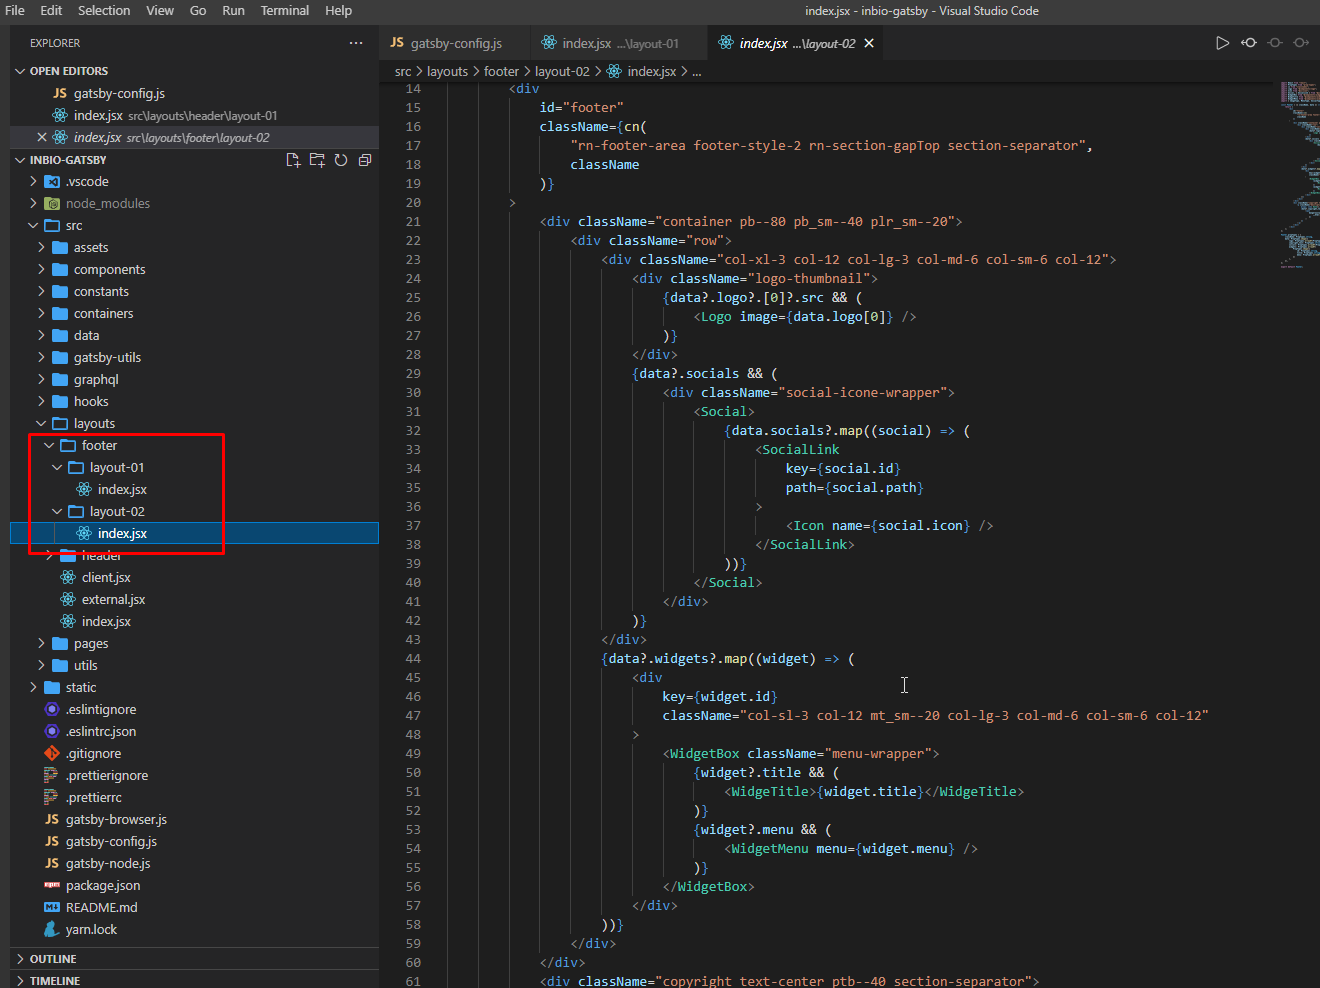 File Edit Selection View Go Run Terminal Help index.jsx - inbio-gatsby - Visual Studio Code
EXPLORER ...
OPEN EDITORS
JS gatsby-config.js
index.jsx src\layouts\header\layout-01
index.jsx src\layouts\footer\layout-02
INBIO-GATSBY
.vscode
node_modules
src
assets
components
constants
containers
data
gatsby-utils
graphql
hooks
layouts
footer
layout-01
index.jsx
layout-02
index.jsx
header
client.jsx
external.jsx
index.jsx
pages
utils
static
.eslintignore
.eslintrc.json
.gitignore
.prettierignore
.prettierrc
JS gatsby-browser.js
JS gatsby-config.js
JS gatsby-node.js
package.json
README.md
yarn.lock
OUTLINE
TIMELINE
JS gatsby-config.js index.jsx ...\layout-01 index.jsx ...\layout-02
src > layouts > footer > layout-02 > index.jsx > ...
14 <div
15 id="footer"
16 className={cn(
17 "rn-footer-area footer-style-2 rn-section-gapTop section-separator",
18 className
19 )}
20 >
21 <div className="container pb--80 pb_sm--40 plr_sm--20">
22 <div className="row">
23 <div className="col-xl-3 col-12 col-lg-3 col-md-6 col-sm-6 col-12">
24 <div className="logo-thumbnail">
25 {data?.logo?.[0]?.src && (
26 <Logo image={data.logo[0]} />
27 )}
28 </div>
29 {data?.socials && (
30 <div className="social-icone-wrapper">
31 <Social>
32 {data.socials?.map((social) => (
33 <SocialLink
34 key={social.id}
35 path={social.path}
36 >
37 <Icon name={social.icon} />
38 </SocialLink>
39 ))}
40 </Social>
41 </div>
42 )}
43 </div>
44 {data?.widgets?.map((widget) => (
45 <div
46 key={widget.id}
47 className="col-sl-3 col-12 mt_sm--20 col-lg-3 col-md-6 col-sm-6 col-12"
48 >
49 <WidgetBox className="menu-wrapper">
50 {widget?.title && (
51 <WidgeTitle>{widget.title}</WidgeTitle>
52 )}
53 {widget?.menu && (
54 <WidgetMenu menu={widget.menu} />
55 )}
56 </WidgetBox>
57 </div>
58 ))}
59 </div>
60 </div>
61 <div className="copyright text-center ptb--40 section-separator">